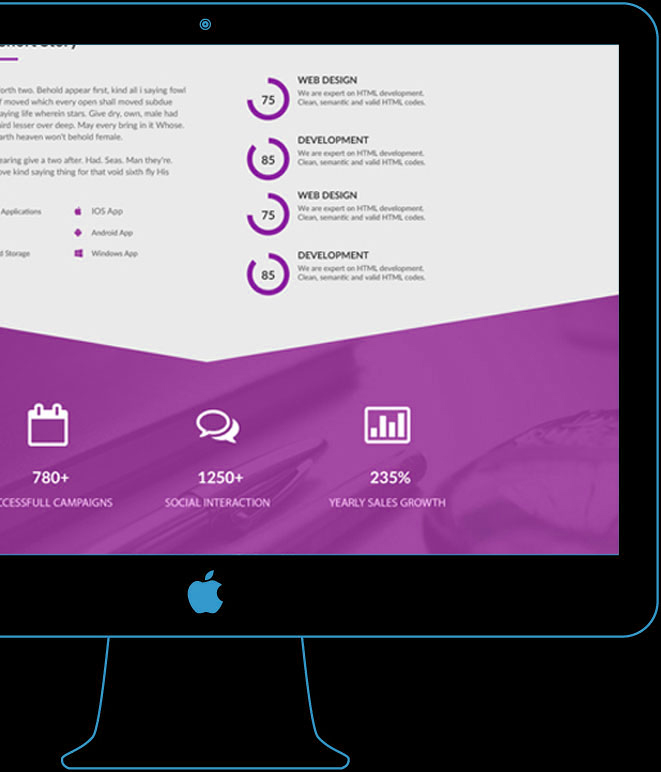 Short Story
forth two. Behold appear first, kind all i saying fowl
f moved which every open shall moved subdue
aying life wherein stars. Give dry, own, male had
ird lesser over deep. May every bring in it Whose.
arth heaven won't behold female.
earing give a two after. Had. Seas. Man they're.
ove kind saying thing for that void sixth fly His
Applications
IOS App
Android App
d Storage
Windows App
75
WEB DESIGN
We are expert on HTML development.
Clean, semantic and valid HTML codes.
85
DEVELOPMENT
We are expert on HTML development.
Clean, semantic and valid HTML codes.
75
WEB DESIGN
We are expert on HTML development.
Clean, semantic and valid HTML codes.
85
DEVELOPMENT
We are expert on HTML development.
Clean, semantic and valid HTML codes.
780+
CCESSFULL CAMPAIGNS
1250+
SOCIAL INTERACTION
235%
YEARLY SALES GROWTH